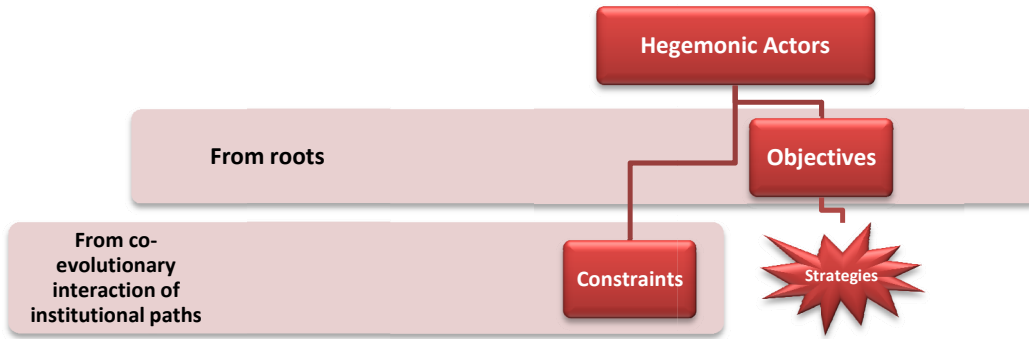 Hegemonic Actors
From roots
Objectives
From co-
evolutionary
interaction of
institutional paths
Constraints
Strategies